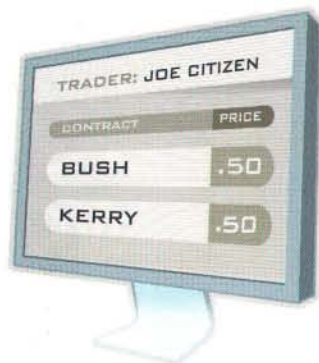 TRADER: JOE CITIZEN
CONTRACT PRICE
BUSH .50
KERRY .50